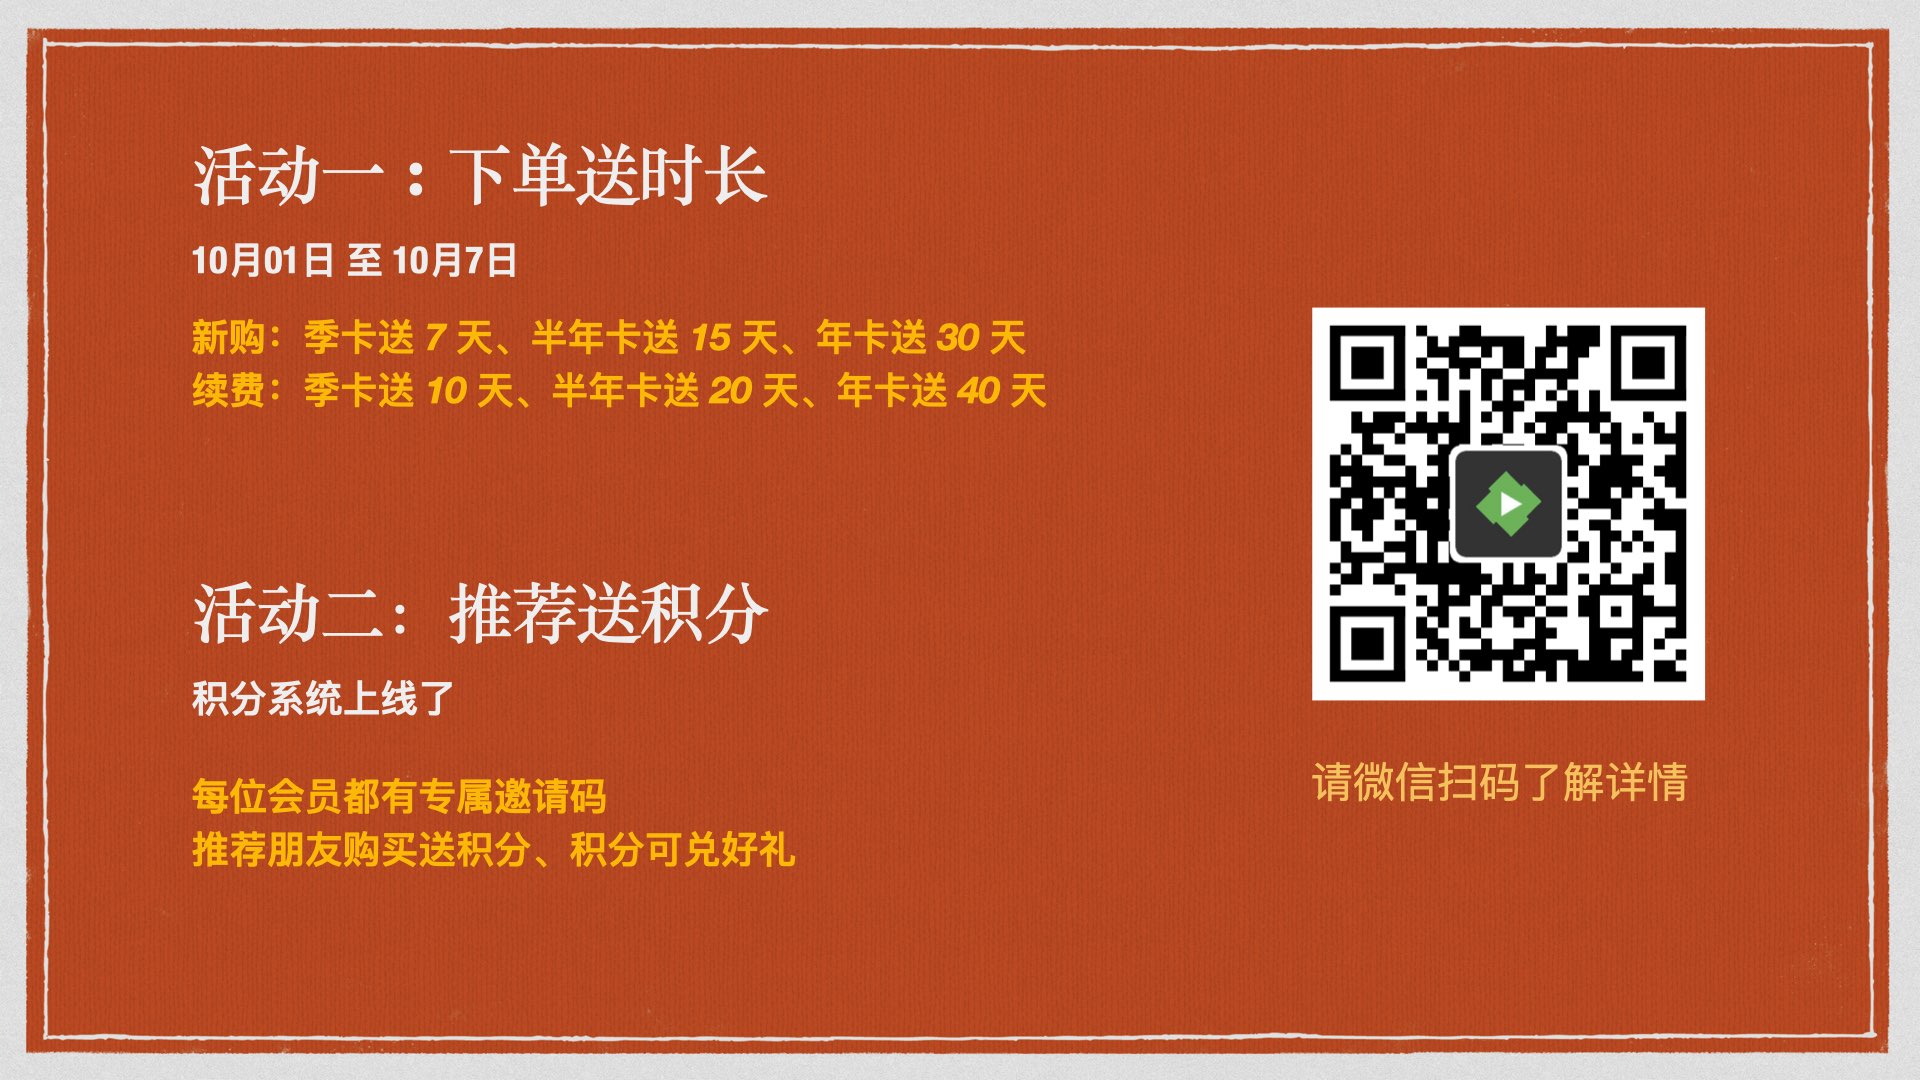 活动一：下单送时长
10月01日 至 10月7日
新购：季卡送 7 天、半年卡送 15 天、年卡送 30 天
续费：季卡送 10 天、半年卡送 20 天、年卡送 40 天
活动二：推荐送积分
积分系统上线了
每位会员都有专属邀请码
推荐朋友购买送积分、积分可兑好礼
请微信扫码了解详情